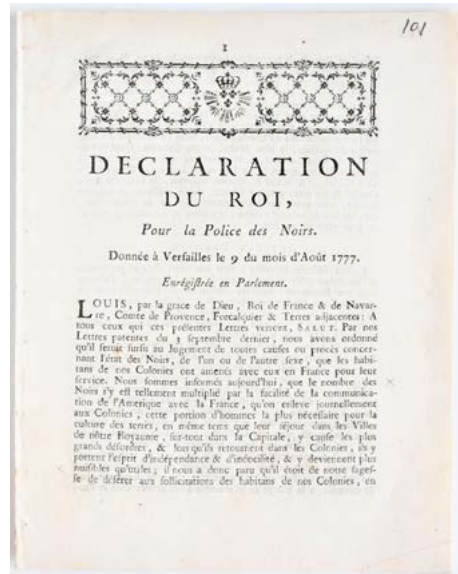 101
1
DECLARATION
DU ROI,
Pour la Police des Noirs.
Donnée à Verſailles le 9 du mois d'Août 1777.
Enrégiſtrée en Parlement.
LOUIS, par la grace de Dieu, Roi de France & de Navar-
re, Comte de Provence, Forcalquier & Terres adjacentes: A
tous ceux qui ces préſentes Lettres verront, SALUT. Par nos
Lettres patentes du 3 ſeptembre dernier, nous avons ordonné
qu'il ſeroit ſurſis au Jugement de toutes cauſes ou procès concer-
nant l'état des Noirs, de l'un ou de l'autre ſexe, que les habi-
tans de nos Colonies ont amenés avec eux en France pour leur
ſervice. Nous ſommes informés aujourd'hui, que le nombre des
Noirs s'y eſt tellement multiplié par la facilité de la communica-
tion de l'Amerique avec la France, qu'on enleve journellement
aux Colonies, cette portion d'hommes la plus néceſſaire pour la
culture des terres, en même tems que leur ſéjour dans les Villes
de nôtre Royaume, ſur-tout dans la Capitale, y cauſe les plus
grands déſordres, & lorſqu'ils retournent dans les Colonies, ils y
portent l'eſprit d'indépendance & d'indocilité, & y deviennent plus
nuiſibles qu'utiles; il nous a donc paru qu'il étoit de notre ſageſ-
ſe de déférer aux ſollicitations des habitans de nos Colonies, en